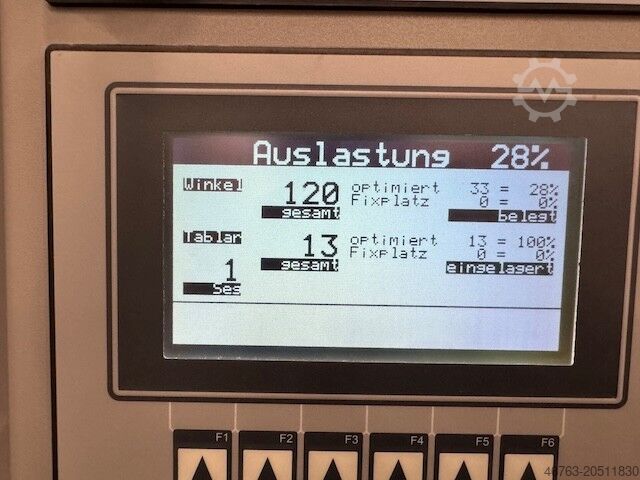 Auslastung 28%
Winkel 120 optimiert 33 = 28%
Fixplatz 0 = 0%
gesamt belegt
Tablar 13 optimiert 13 = 100%
Fixplatz 0 = 0%
1 gesamt eingelagert
Seg
F1 F2 F3 F4 F5 F6
46763-20511830